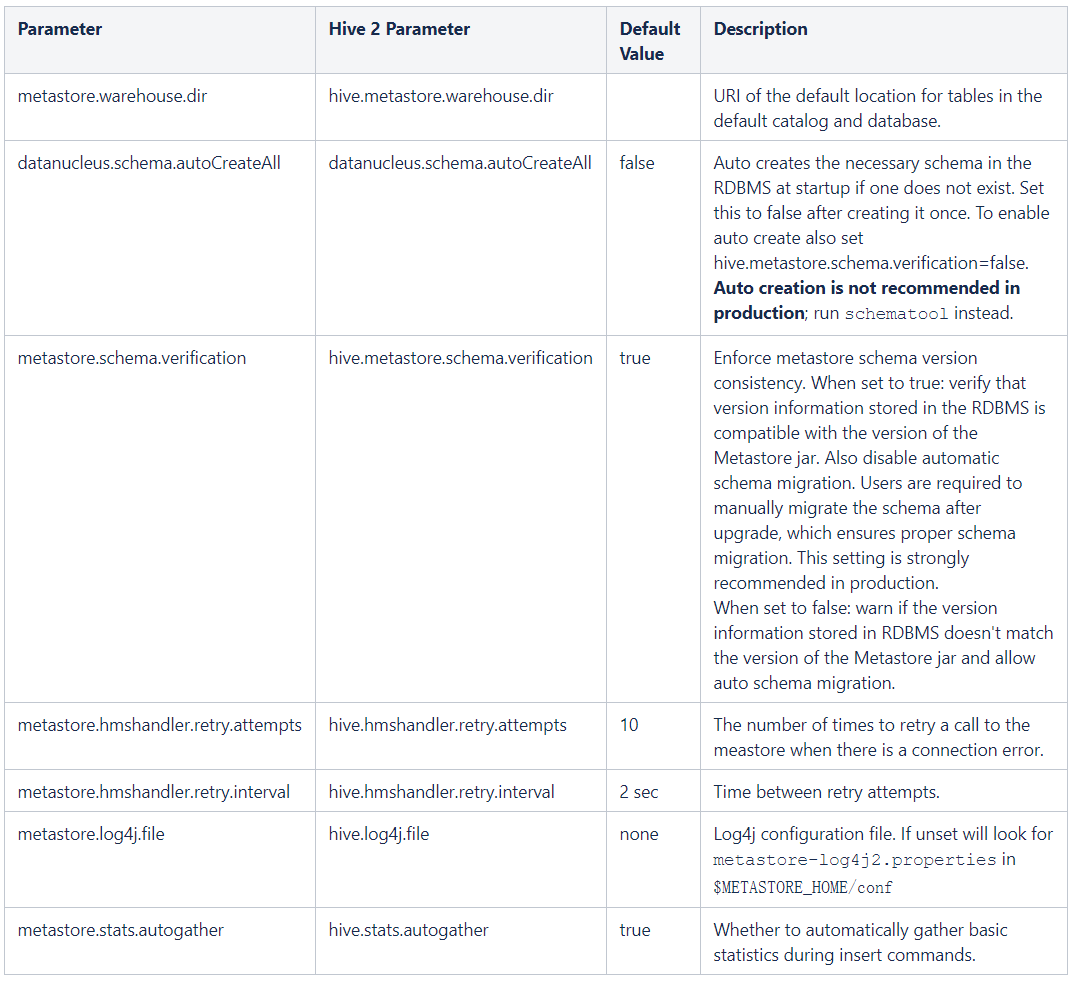 Parameter
Hive 2 Parameter
Default
Value
Description
metastore.warehouse.dir
hive.metastore.warehouse.dir
URI of the default location for tables in the
default catalog and database.
datanucleus.schema.autoCreateAll
datanucleus.schema.autoCreateAll
false
Auto creates the necessary schema in the
RDBMS at startup if one does not exist. Set
this to false after creating it once. To enable
auto create also set
hive.metastore.schema.verification=false.
Auto creation is not recommended in
production; run schematool instead.
metastore.schema.verification
hive.metastore.schema.verification
true
Enforce metastore schema version
consistency. When set to true: verify that
version information stored in the RDBMS is
compatible with the version of the
Metastore jar. Also disable automatic
schema migration. Users are required to
manually migrate the schema after
upgrade, which ensures proper schema
migration. This setting is strongly
recommended in production.
When set to false: warn if the version
information stored in RDBMS doesn't match
the version of the Metastore jar and allow
auto schema migration.
metastore.hmshandler.retry.attempts
hive.hmshandler.retry.attempts
10
The number of times to retry a call to the
meastore when there is a connection error.
metastore.hmshandler.retry.interval
hive.hmshandler.retry.interval
2 sec
Time between retry attempts.
metastore.log4j.file
hive.log4j.file
none
Log4j configuration file. If unset will look for
metastore-log4j2.properties in
$METASTORE_HOME/conf
metastore.stats.autogather
hive.stats.autogather
true
Whether to automatically gather basic
statistics during insert commands.